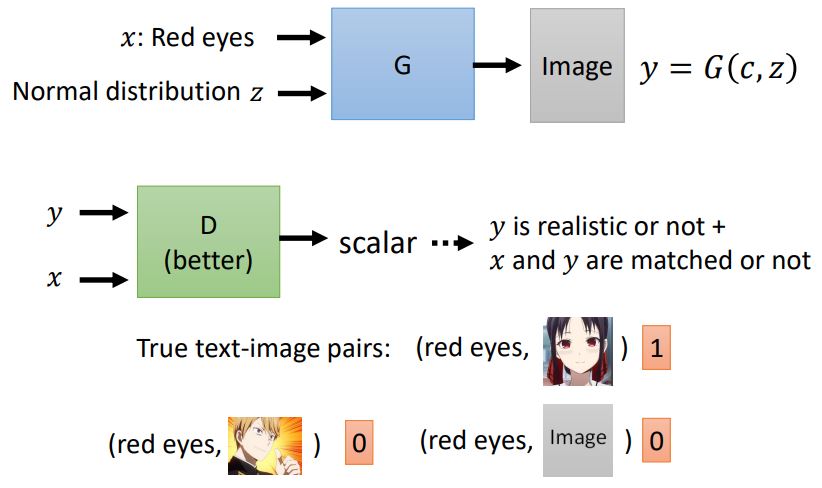 x: Red eyes
Normal distribution z
G
Image
y = G(c, z)
y
x
D
(better)
scalar
y is realistic or not +
x and y are matched or not
True text-image pairs:
(red eyes, ) 1
(red eyes, ) 0
(red eyes, Image ) 0